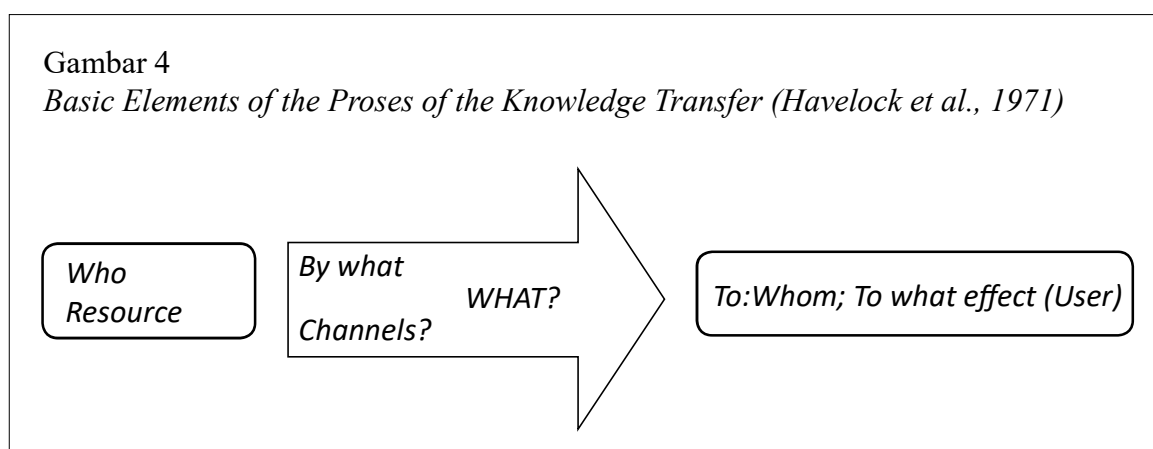 Gambar 4
Basic Elements of the Proses of the Knowledge Transfer (Havelock et al., 1971)
Who
Resource
By what
WHAT?
Channels?
To:Whom; To what effect (User)